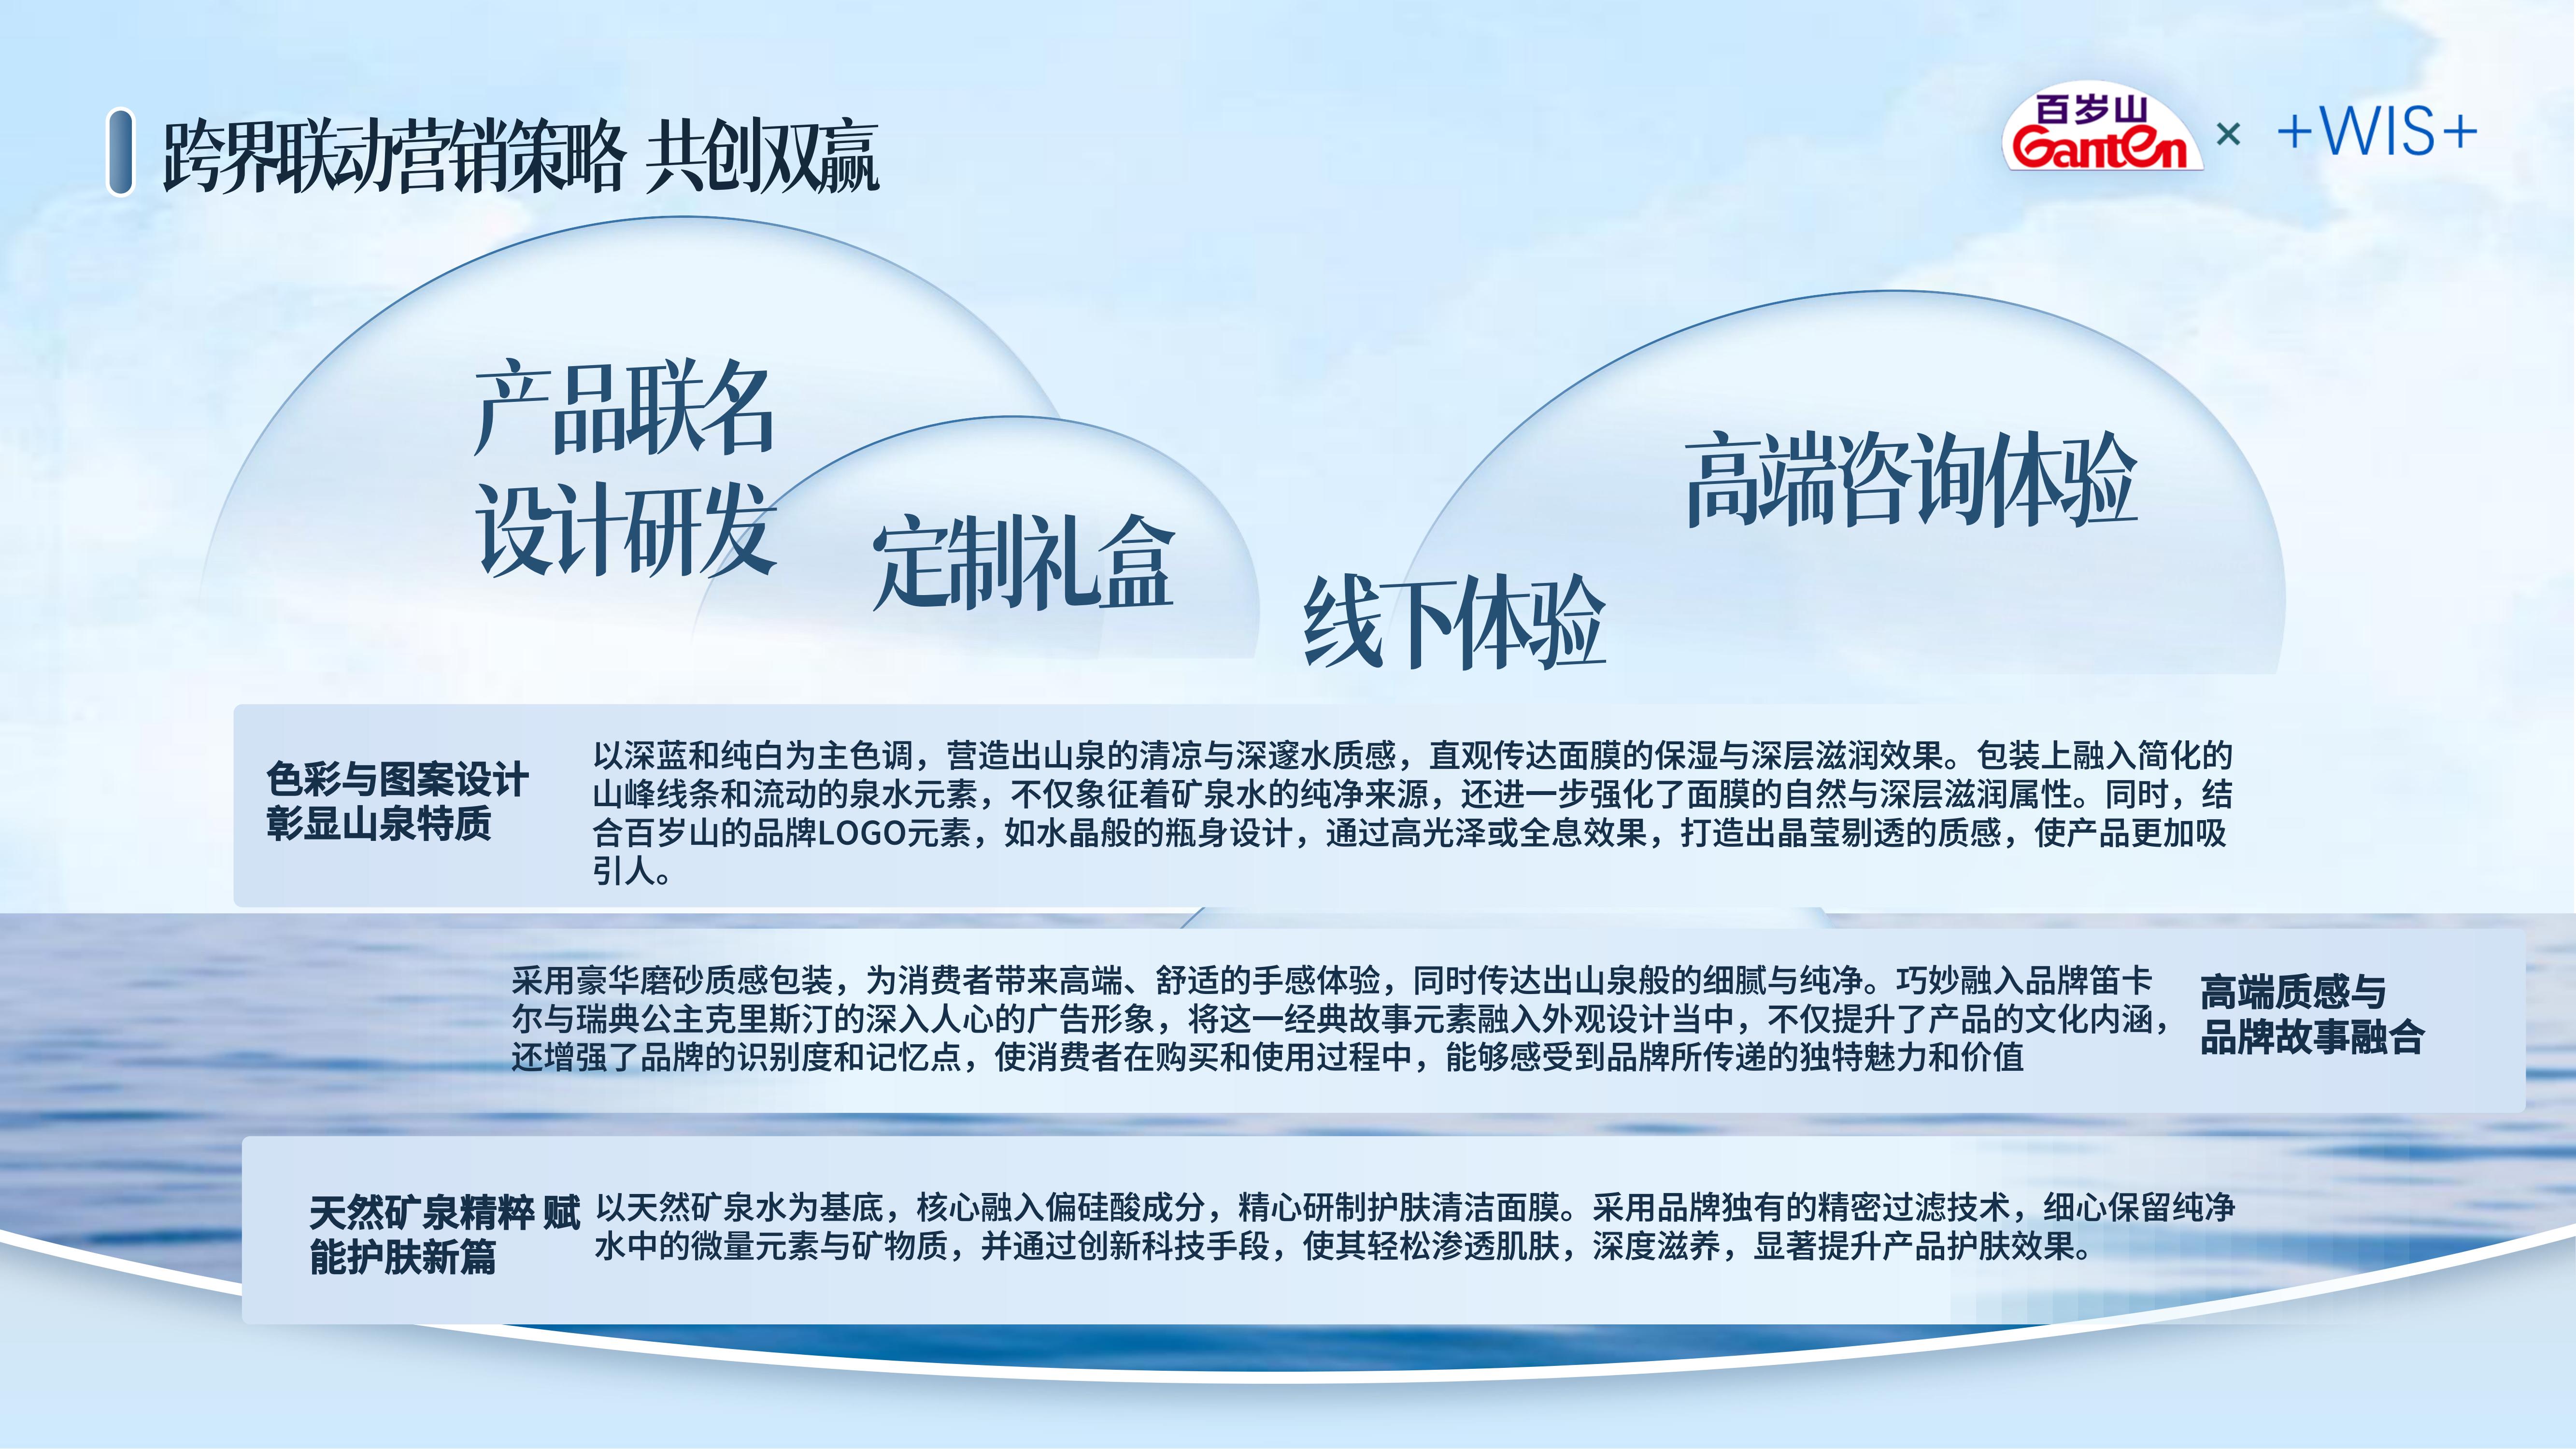 跨界联动营销策略 共创双赢
百岁山
Ganten
× +WIS+
产品联名
设计研发
定制礼盒
高端咨询体验
线下体验
色彩与图案设计
彰显山泉特质
以深蓝和纯白为主色调，营造出山泉的清凉与深邃水质感，直观传达面膜的保湿与深层滋润效果。包装上融入简化的
山峰线条和流动的泉水元素，不仅象征着矿泉水的纯净来源，还进一步强化了面膜的自然与深层滋润属性。同时，结
合百岁山的品牌LOGO元素，如水晶般的瓶身设计，通过高光泽或全息效果，打造出晶莹剔透的质感，使产品更加吸
引人。
采用豪华磨砂质感包装，为消费者带来高端、舒适的手感体验，同时传达出山泉般的细腻与纯净。巧妙融入品牌笛卡
尔与瑞典公主克里斯汀的深入人心的广告形象，将这一经典故事元素融入外观设计当中，不仅提升了产品的文化内涵，
还增强了品牌的识别度和记忆点，使消费者在购买和使用过程中，能够感受到品牌所传递的独特魅力和价值
高端质感与
品牌故事融合
天然矿泉精粹 赋
能护肤新篇
以天然矿泉水为基底，核心融入偏硅酸成分，精心研制护肤清洁面膜。采用品牌独有的精密过滤技术，细心保留纯净
水中的微量元素与矿物质，并通过创新科技手段，使其轻松渗透肌肤，深度滋养，显著提升产品护肤效果。